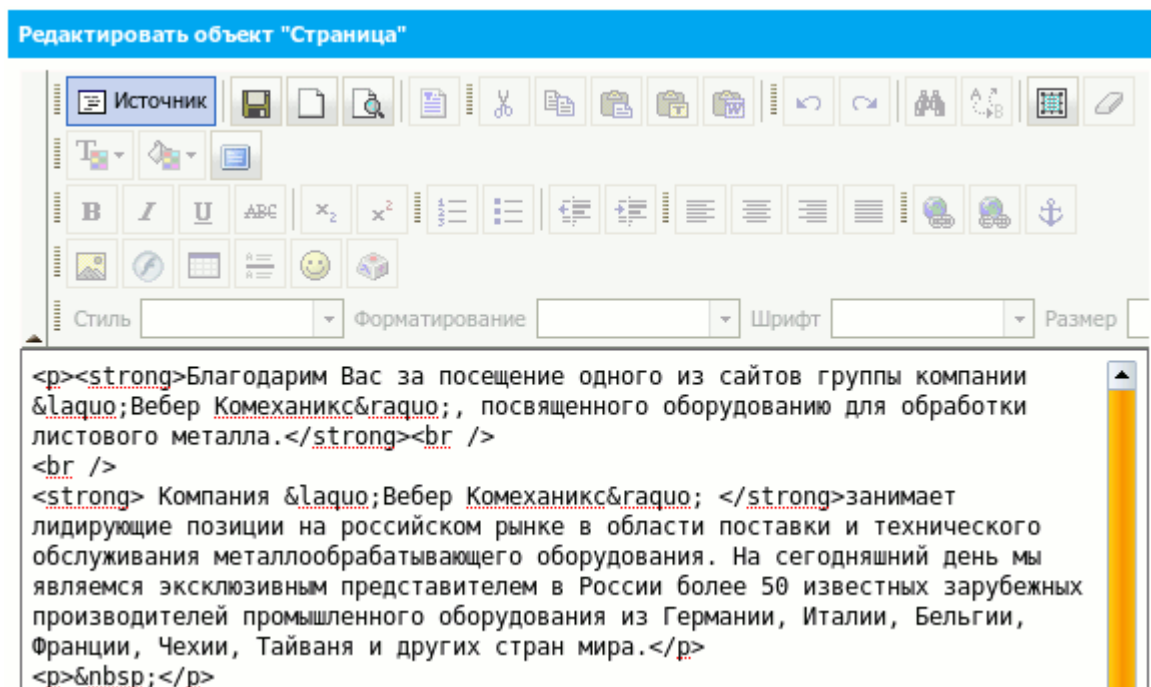 Редактировать объект "Страница"
Источник
B I U ABC x₂ x²
Стиль Форматирование Шрифт Размер
<p><strong>Благодарим Вас за посещение одного из сайтов группы компании
&laquo;Вебер Комеханикс&raquo;, посвященного оборудованию для обработки
листового металла.</strong><br />
<br />
<strong> Компания &laquo;Вебер Комеханикс&raquo; </strong>занимает
лидирующие позиции на российском рынке в области поставки и технического
обслуживания металлообрабатывающего оборудования. На сегодняшний день мы
являемся эксклюзивным представителем в России более 50 известных зарубежных
производителей промышленного оборудования из Германии, Италии, Бельгии,
Франции, Чехии, Тайваня и других стран мира.</p>
<p>&nbsp;</p>